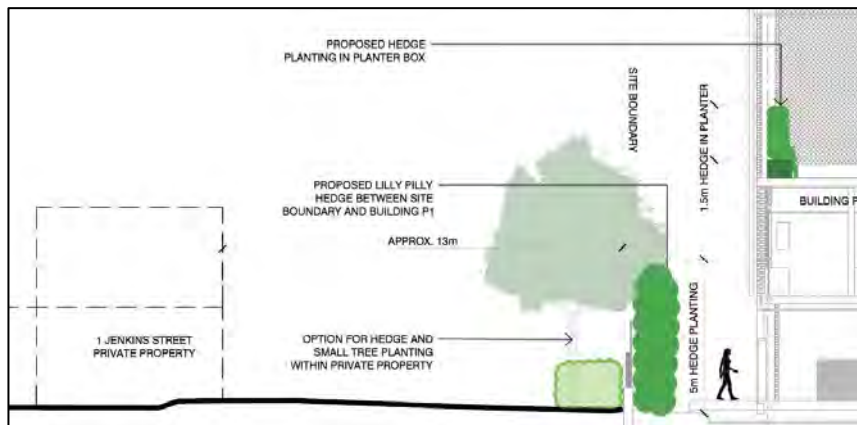 PROPOSED HEDGE
PLANTING IN PLANTER BOX
SITE BOUNDARY
1.5m HEDGE IN PLANTER
PROPOSED LILLY PILLY
HEDGE BETWEEN SITE
BOUNDARY AND BUILDING P1
BUILDING P
APPROX. 13m
1 JENKINS STREET
PRIVATE PROPERTY
OPTION FOR HEDGE AND
SMALL TREE PLANTING
WITHIN PRIVATE PROPERTY
5m HEDGE PLANTING